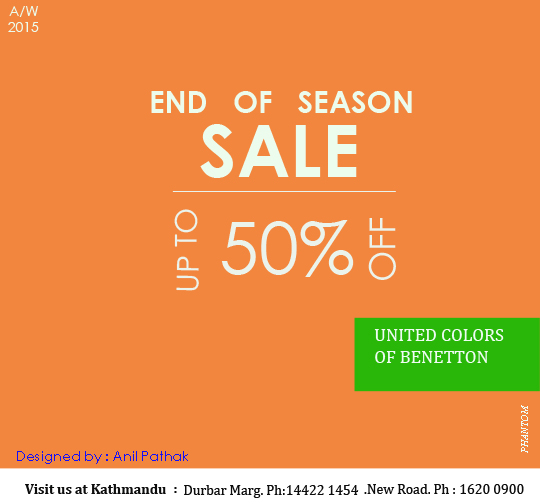 A/W
2015
END OF SEASON
SALE
UP TO 50% OFF
UNITED COLORS
OF BENETTON
PHANTOM
Designed by : Anil Pathak
Visit us at Kathmandu : Durbar Marg. Ph:14422 1454 .New Road. Ph : 1620 0900